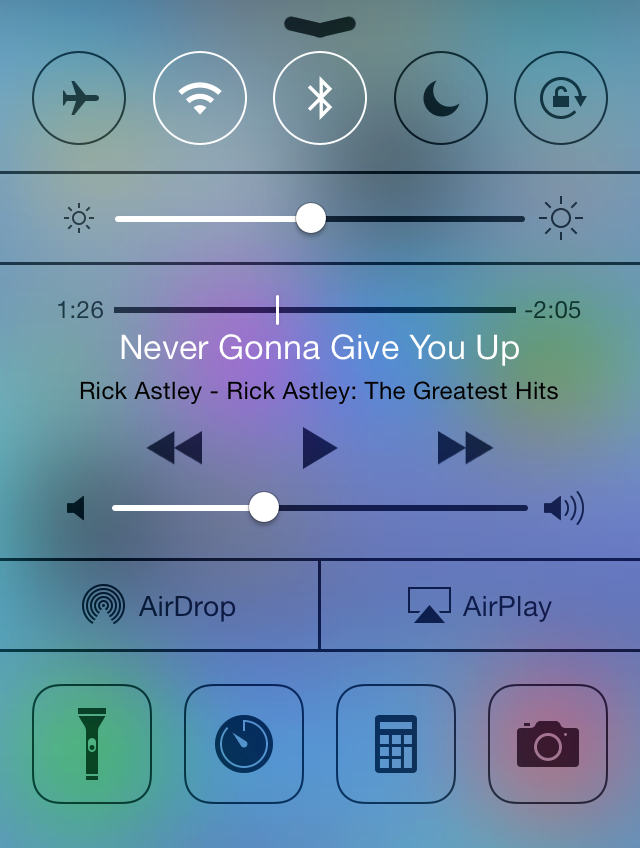 1:26 -2:05
Never Gonna Give You Up
Rick Astley - Rick Astley: The Greatest Hits
AirDrop AirPlay